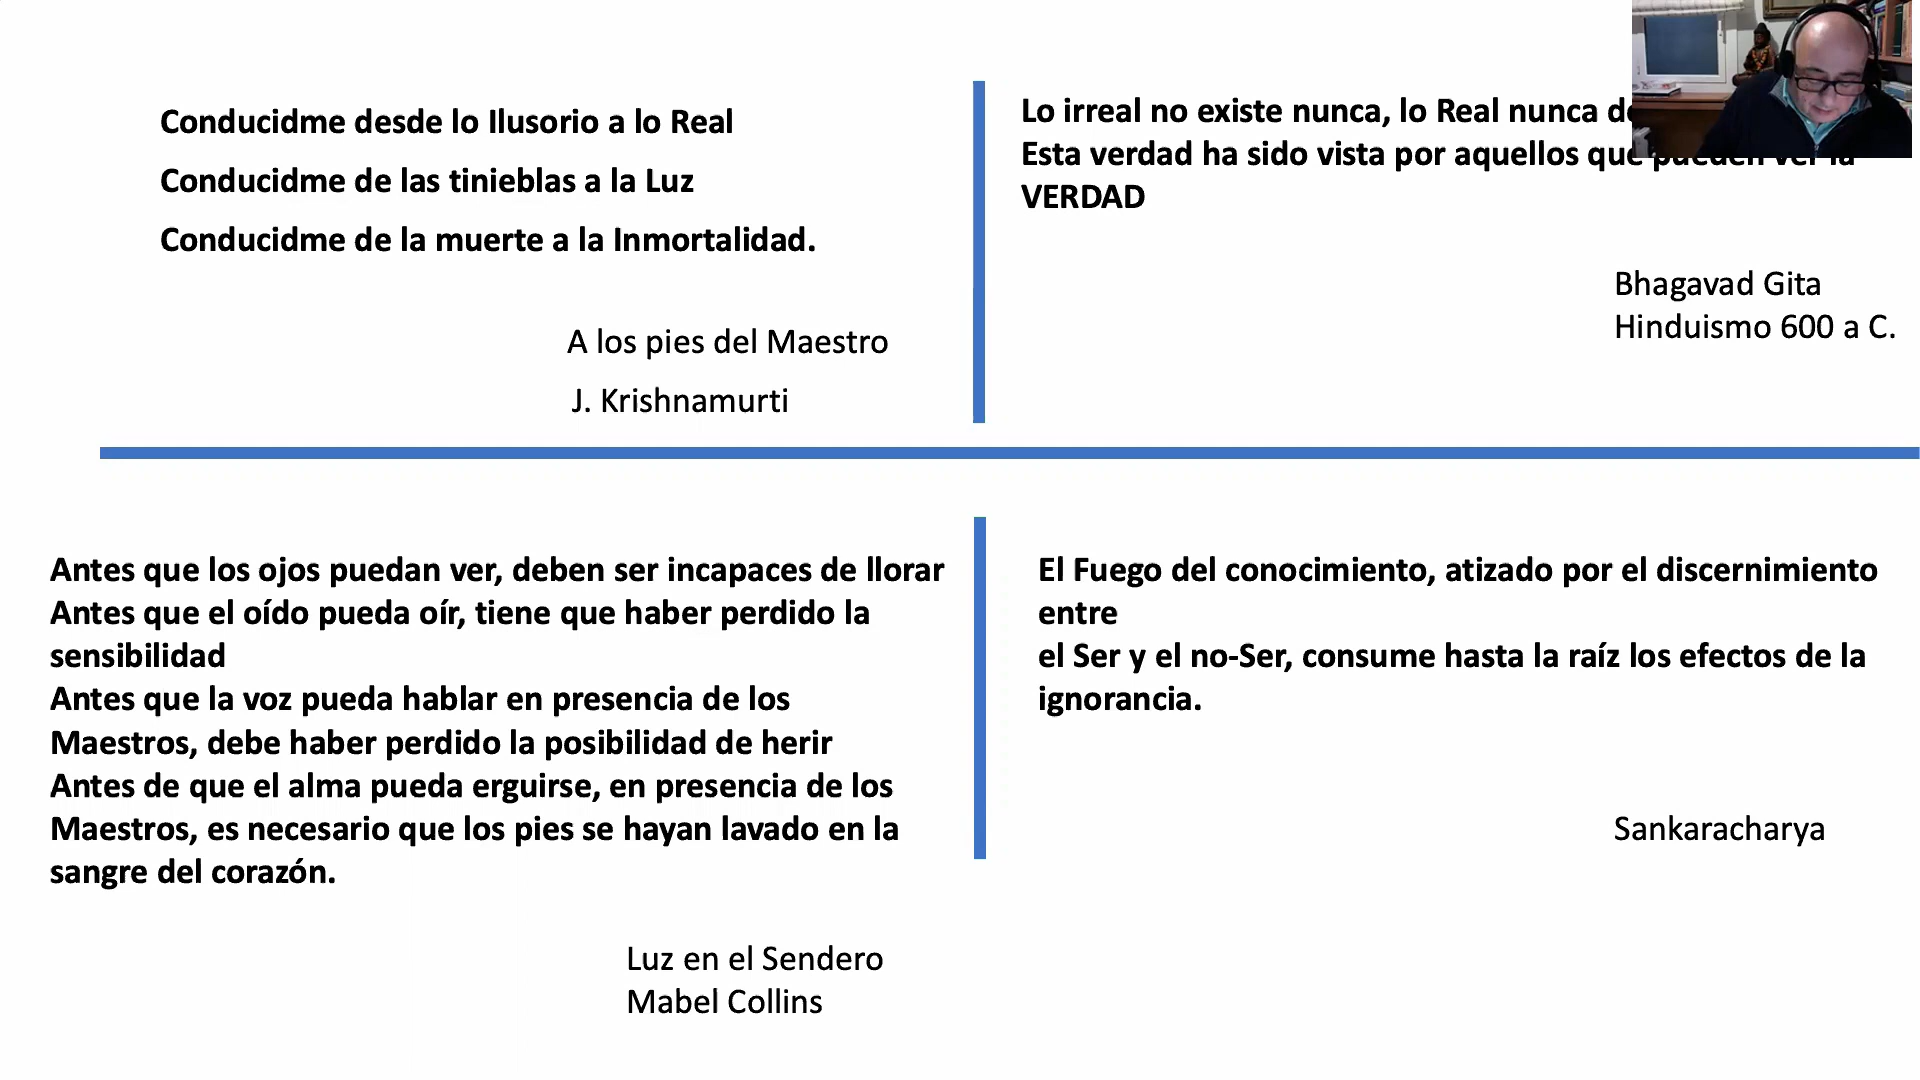 Conducidme desde lo Ilusorio a lo Real
Conducidme de las tinieblas a la Luz
Conducidme de la muerte a la Inmortalidad.
A los pies del Maestro
J. Krishnamurti
Lo irreal no existe nunca, lo Real nunca
Esta verdad ha sido vista por aquellos que pueden ver la
VERDAD
Bhagavad Gita
Hinduismo 600 a C.
Antes que los ojos puedan ver, deben ser incapaces de llorar
Antes que el oído pueda oír, tiene que haber perdido la
sensibilidad
Antes que la voz pueda hablar en presencia de los
Maestros, debe haber perdido la posibilidad de herir
Antes de que el alma pueda erguirse, en presencia de los
Maestros, es necesario que los pies se hayan lavado en la
sangre del corazón.
Luz en el Sendero
Mabel Collins
El Fuego del conocimiento, atizado por el discernimiento
entre
el Ser y el no-Ser, consume hasta la raíz los efectos de la
ignorancia.
Sankaracharya